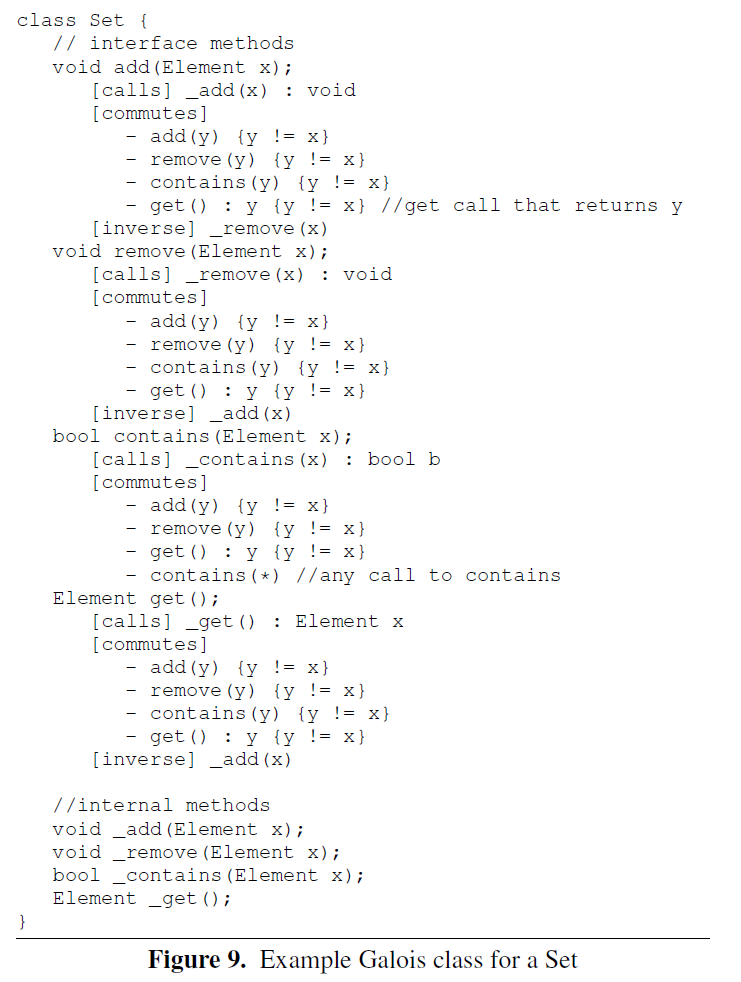 class Set {
// interface methods
void add(Element x);
[calls] _add(x) : void
[commutes]
- add(y) {y != x}
- remove(y) {y != x}
- contains(y) {y != x}
- get() : y {y != x} //get call that returns y
[inverse] _remove(x)
void remove(Element x);
[calls] _remove(x) : void
[commutes]
- add(y) {y != x}
- remove(y) {y != x}
- contains(y) {y != x}
- get() : y {y != x}
[inverse] _add(x)
bool contains(Element x);
[calls] _contains(x) : bool b
[commutes]
- add(y) {y != x}
- remove(y) {y != x}
- get() : y {y != x}
- contains(*) //any call to contains
Element get();
[calls] _get() : Element x
[commutes]
- add(y) {y != x}
- remove(y) {y != x}
- contains(y) {y != x}
- get() : y {y != x}
[inverse] _add(x)
//internal methods
void _add(Element x);
void _remove(Element x);
bool _contains(Element x);
Element _get();
}
Figure 9. Example Galois class for a Set